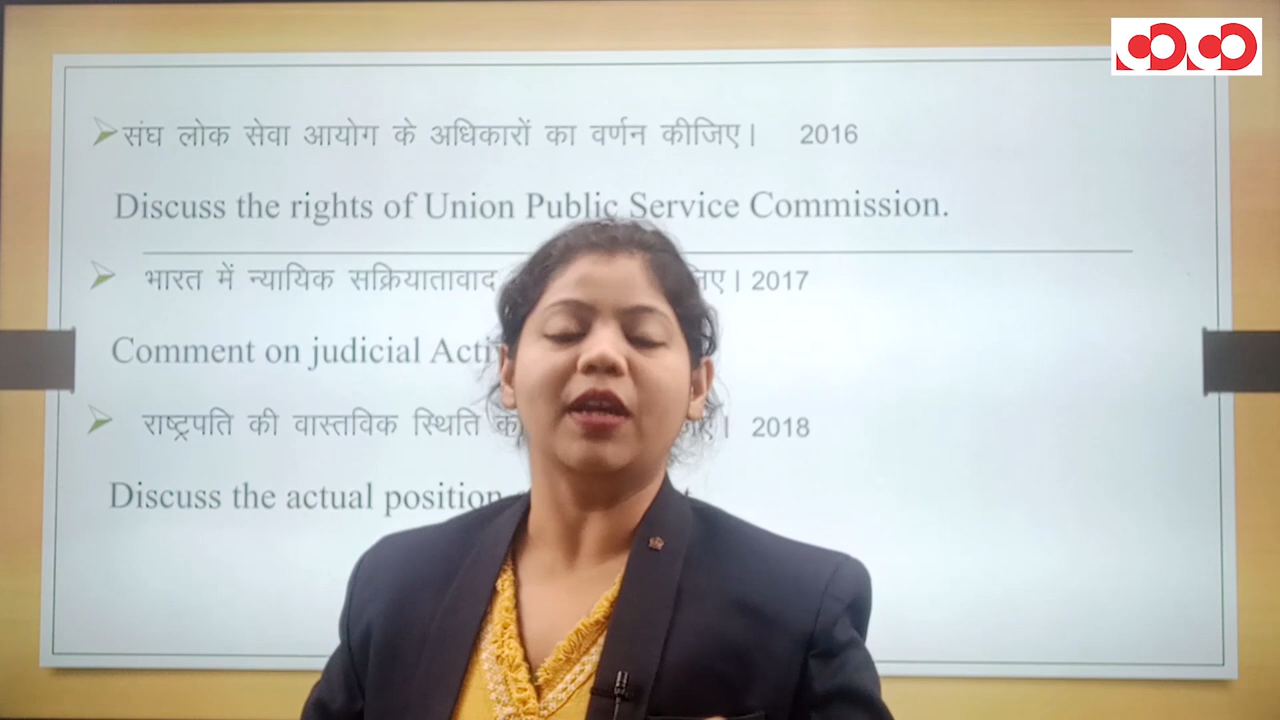 संघ लोक सेवा आयोग के अधिकारों का वर्णन कीजिए| 2016
Discuss the rights of Union Public Service Commission.
भारत में न्यायिक सक्रियातावाद | 2017
Comment on judicial
राष्ट्रपति की वास्तविक स्थिति | 2018
Discuss the actual position